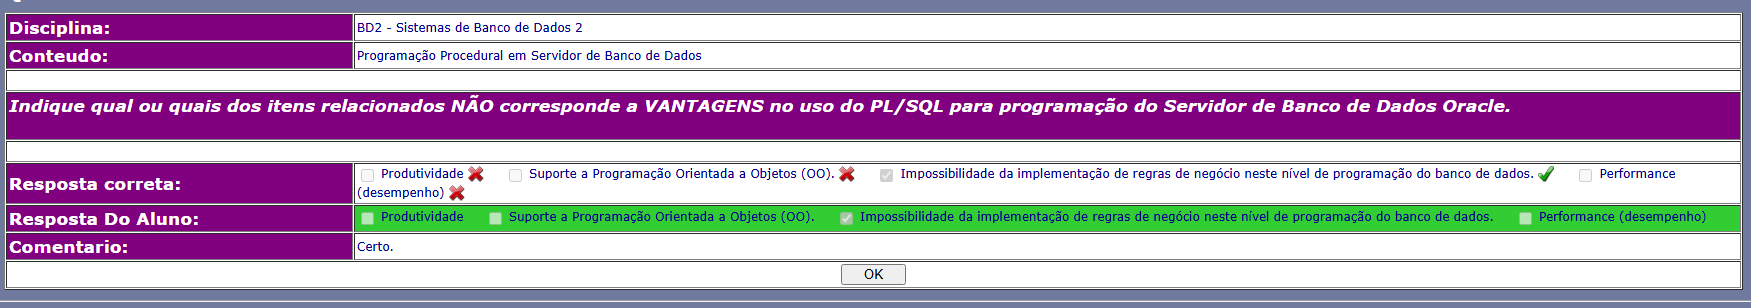 Disciplina: BD2 - Sistemas de Banco de Dados 2
Conteudo: Programação Procedural em Servidor de Banco de Dados
Indique qual ou quais dos itens relacionados NÃO corresponde a VANTAGENS no uso do PL/SQL para programação do Servidor de Banco de Dados Oracle.
Resposta correta: Produtividade Suporte a Programação Orientada a Objetos (OO). Impossibilidade da implementação de regras de negócio neste nível de programação do banco de dados. Performance
(desempenho)
Resposta Do Aluno: Produtividade Suporte a Programação Orientada a Objetos (OO). Impossibilidade da implementação de regras de negócio neste nível de programação do banco de dados. Performance (desempenho)
Comentario: Certo.
OK